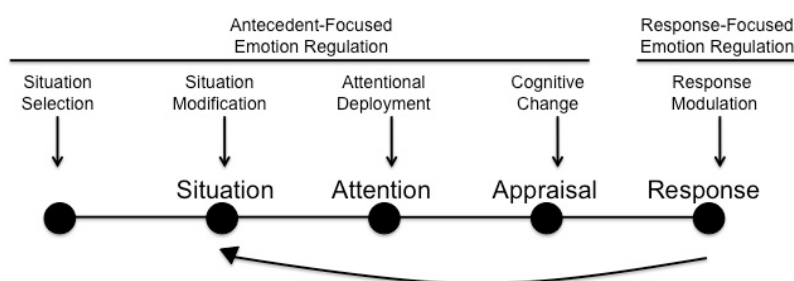 Antecedent-Focused
Emotion Regulation
Response-Focused
Emotion Regulation
Situation
Selection
Situation
Modification
Attentional
Deployment
Cognitive
Change
Response
Modulation
Situation
Attention
Appraisal
Response